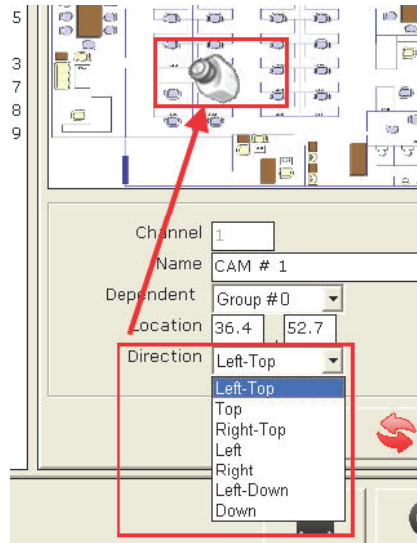 5
3
7
8
9
Channel 1
Name CAM # 1
Dependent Group #0
Location 36.4 , 52.7
Direction Left-Top
Left-Top
Top
Right-Top
Left
Right
Left-Down
Down